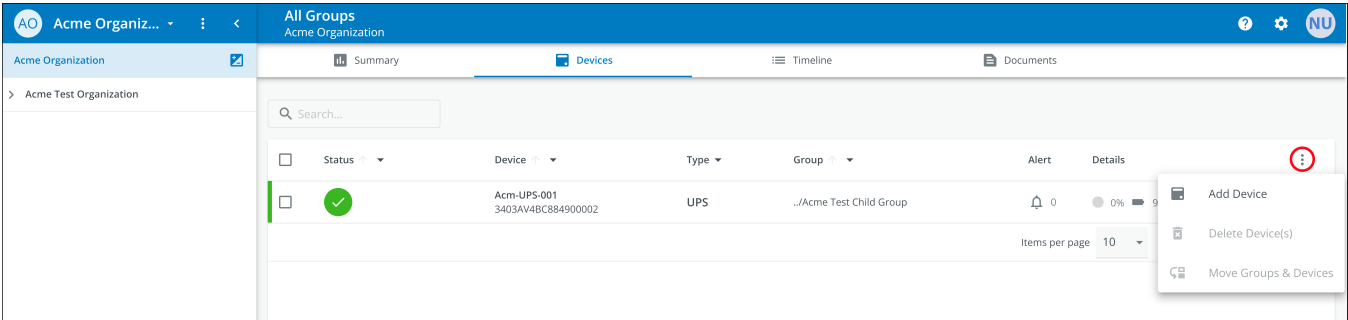 AO Acme Organiz...
All Groups
Acme Organization
NU
Acme Organization
Summary Devices Timeline Documents
Acme Test Organization
Search...
Status Device Type Group Alert Details
Acm-UPS-001
3403AV4BC884900002
UPS ../Acme Test Child Group 0 0% 9
Items per page 10
Add Device
Delete Device(s)
Move Groups & Devices